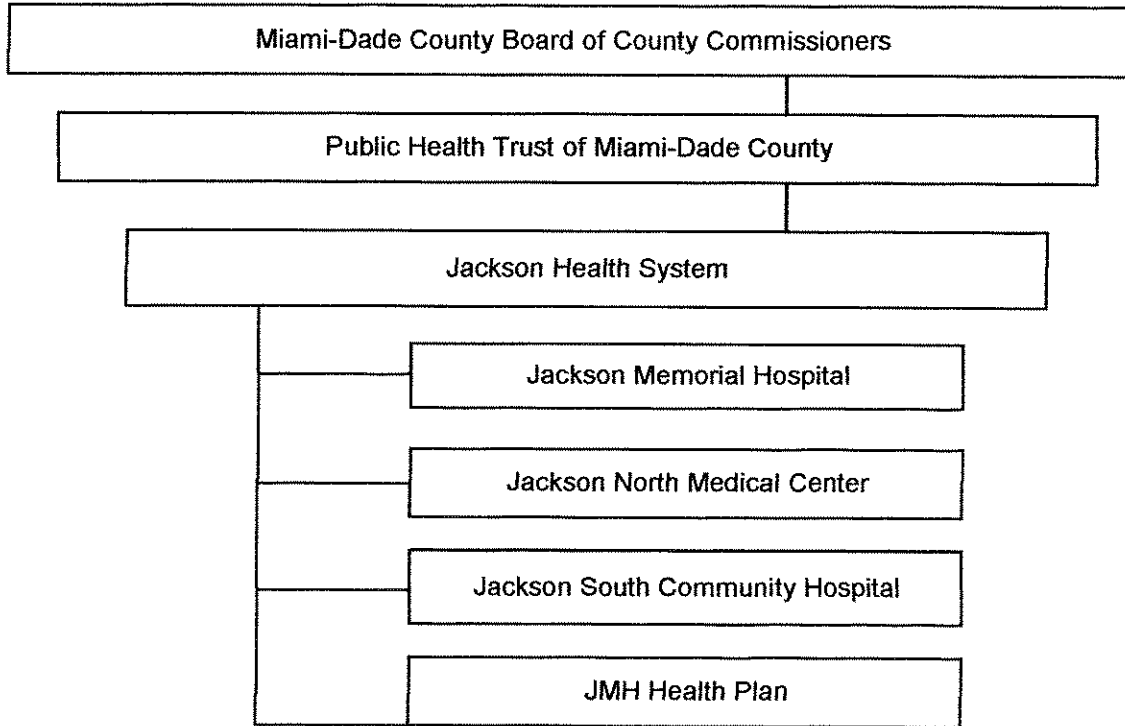 Miami-Dade County Board of County Commissioners
Public Health Trust of Miami-Dade County
Jackson Health System
Jackson Memorial Hospital
Jackson North Medical Center
Jackson South Community Hospital
JMH Health Plan